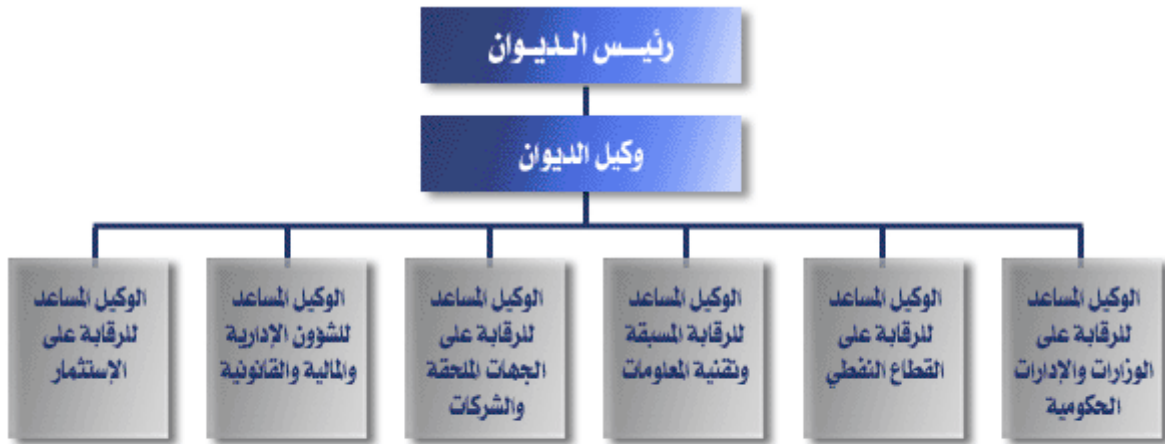 رئيس الديوان
وكيل الديوان
الوكيل المساعد
للرقابة على
الوزارات والإدارات
الحكومية
الوكيل المساعد
للرقابة على
القطاع النفطي
الوكيل المساعد
للرقابة المسبقة
وتقنية المعلومات
الوكيل المساعد
للرقابة على
الجهات الملحقة
والشركات
الوكيل المساعد
للشؤون الإدارية
والمالية والقانونية
الوكيل المساعد
للرقابة على
الإستثمار